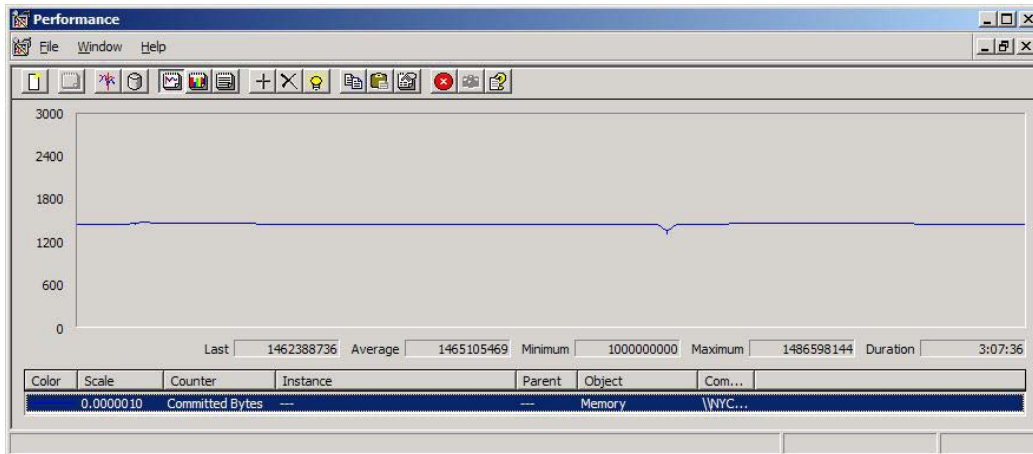 Performance
File Window Help
3000
2400
1800
1200
600
0
Last 1462388736 Average 1465105469 Minimum 1000000000 Maximum 1486598144 Duration 3:07:36
Color Scale Counter Instance Parent Object Com...
0.0000010 Committed Bytes --- --- Memory \\NYC...